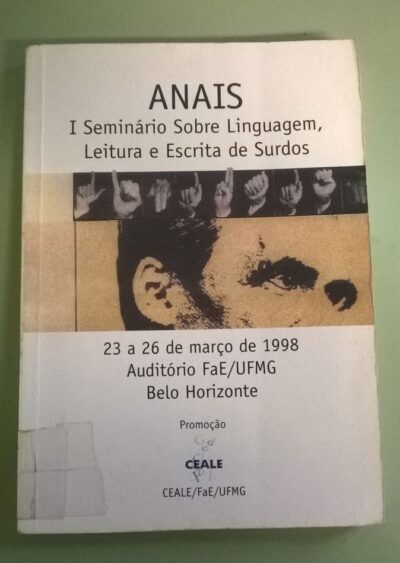 ANAIS
I Seminário Sobre Linguagem,
Leitura e Escrita de Surdos
23 a 26 de março de 1998
Auditório FaE/UFMG
Belo Horizonte
Promoção
CEALE
CEALE/FaE/UFMG